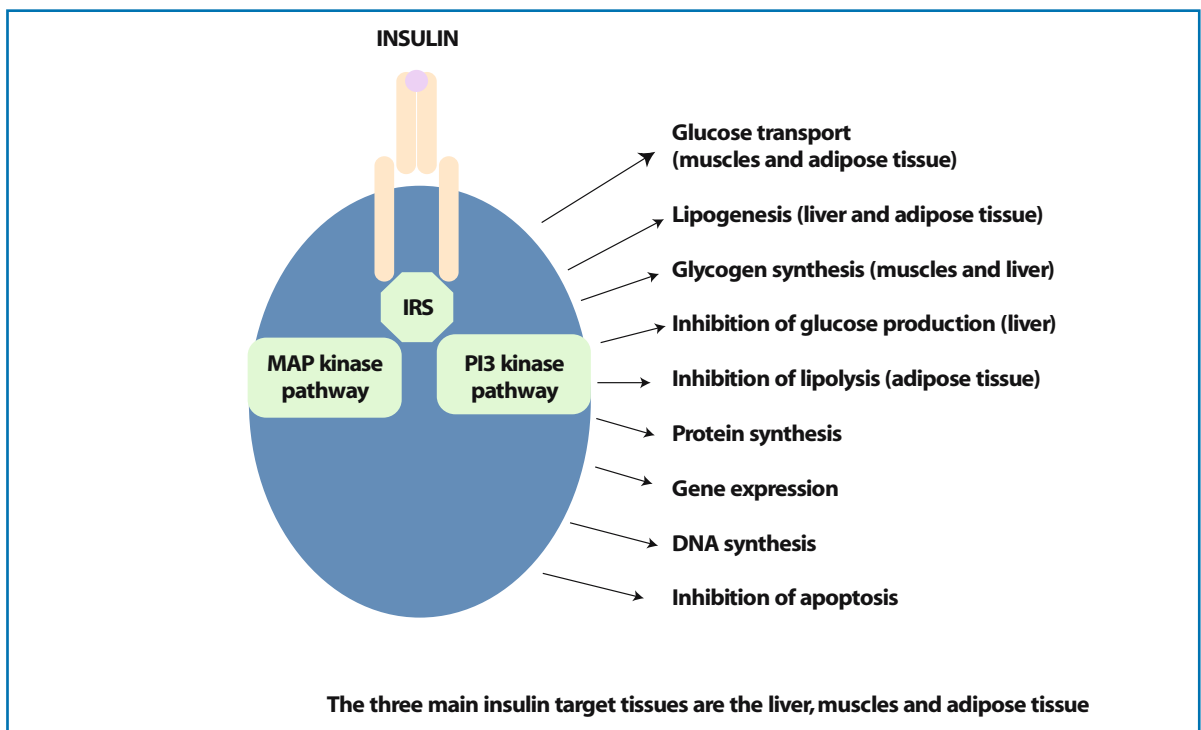 INSULIN
Glucose transport
(muscles and adipose tissue)
Lipogenesis (liver and adipose tissue)
Glycogen synthesis (muscles and liver)
IRS
Inhibition of glucose production (liver)
MAP kinase
pathway
PI3 kinase
pathway
Inhibition of lipolysis (adipose tissue)
Protein synthesis
Gene expression
DNA synthesis
Inhibition of apoptosis
The three main insulin target tissues are the liver, muscles and adipose tissue